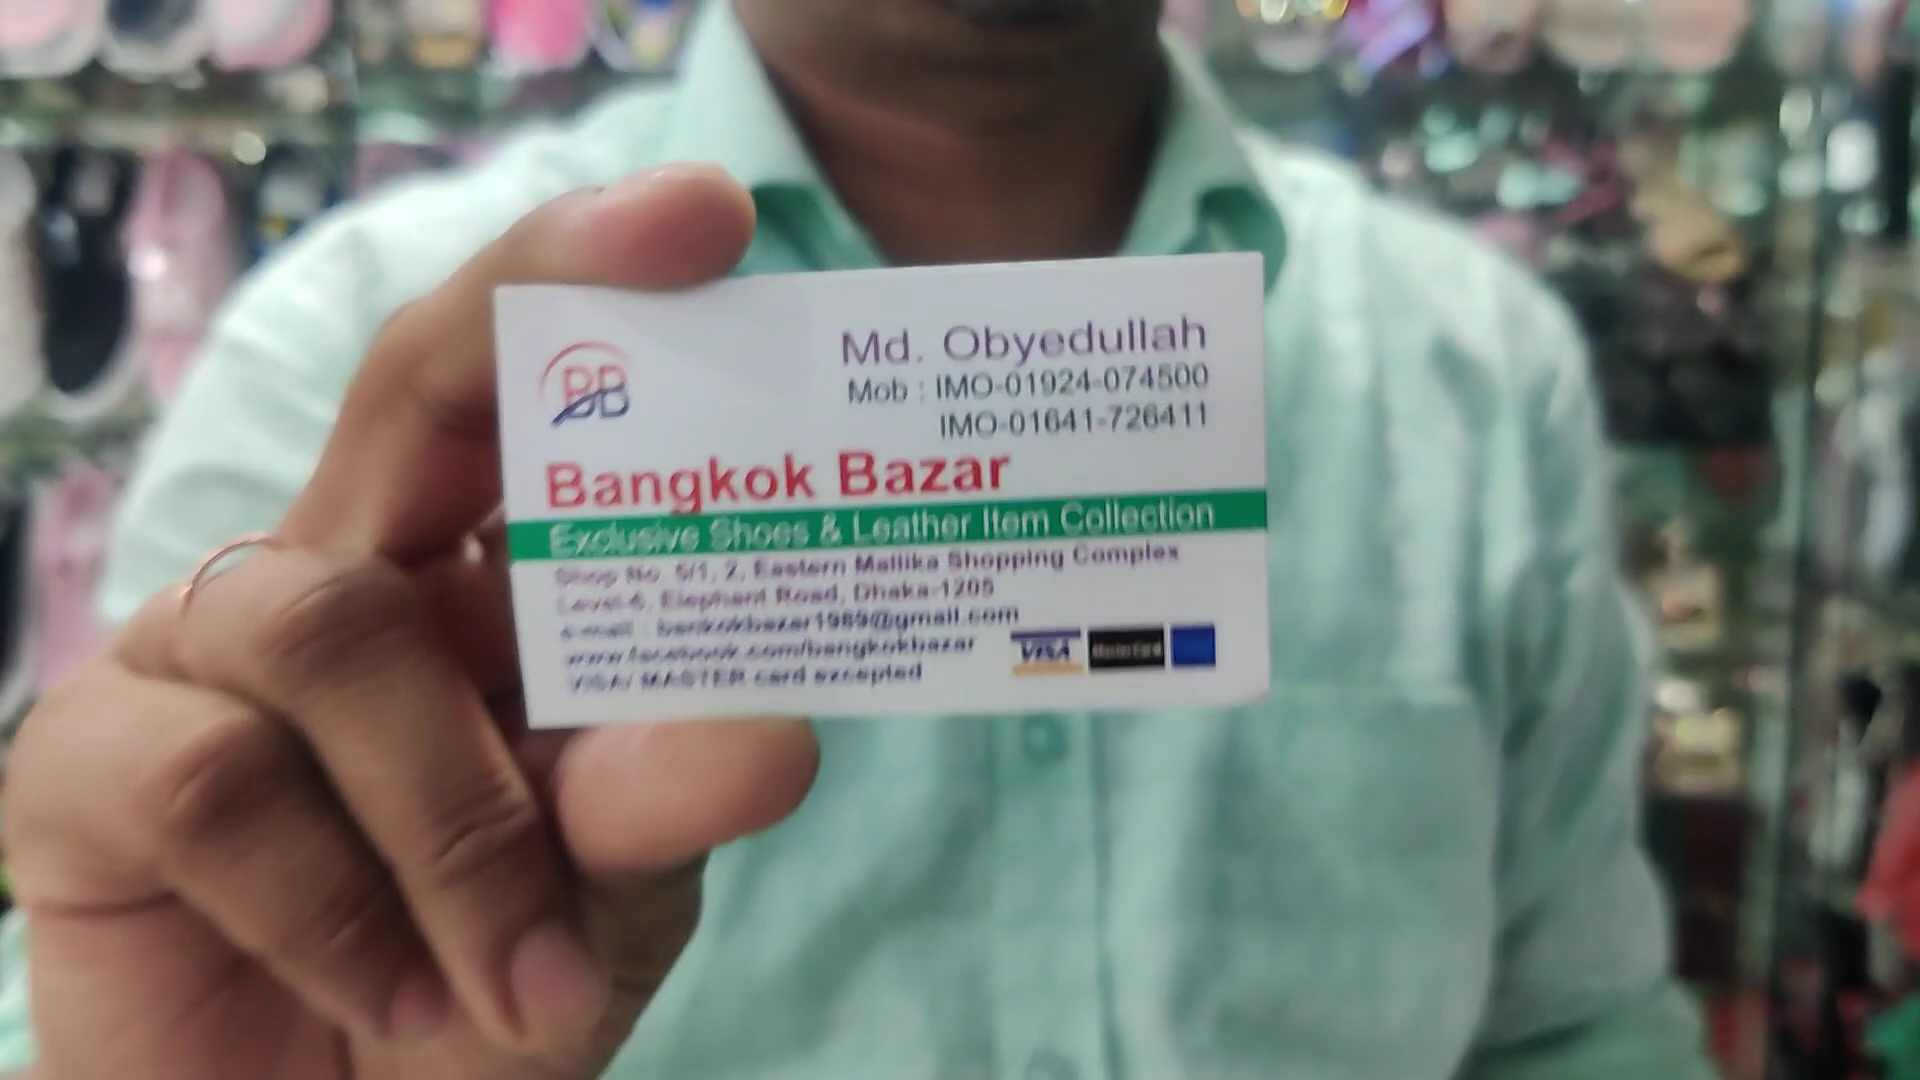 BB
Md. Obyedullah
Mob : IMO-01924-074500
IMO-01641-726411
Bangkok Bazar
Exclusive Shoes & Leather Item Collection
Shop No. 5/1, 2, Eastern Mallika Shopping Complex
Level-6, Elephant Road, Dhaka-1205
e-mail : bankokbazar1989@gmail.com
www.facebook.com/bangkokbazar
VISA/ MASTER card excepted
VISA
MasterCard